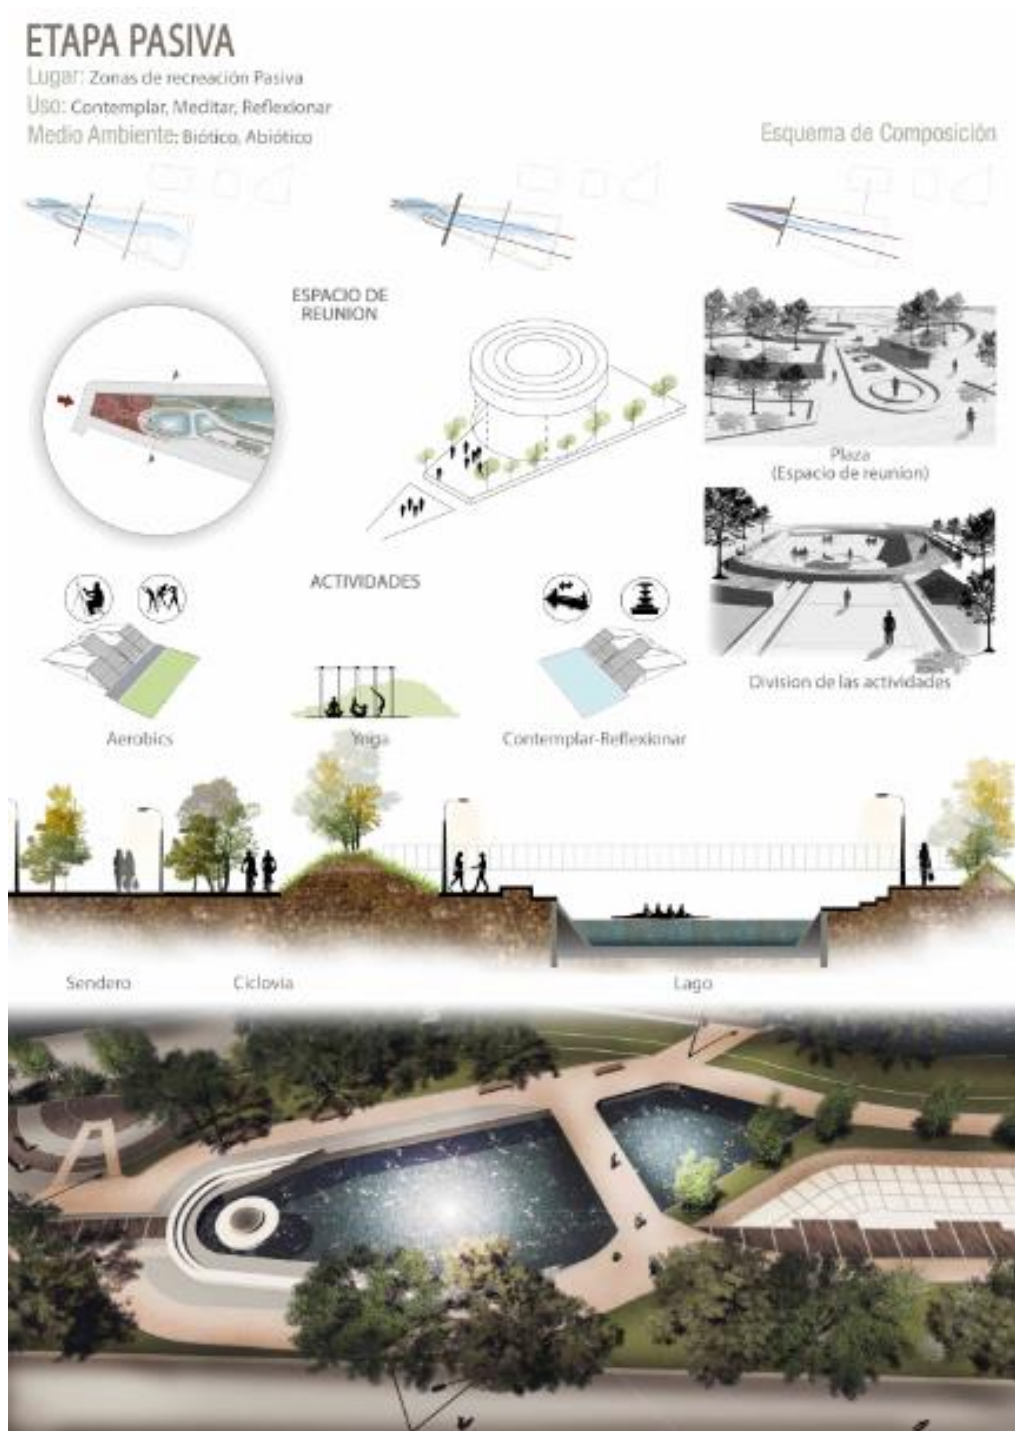 ETAPA PASIVA
Lugar: Zonas de recreación Pasiva
Uso: Contemplar, Meditar, Reflexionar
Medio Ambiente: Biótico, Abiótico
Esquema de Composición
ESPACIO DE
REUNION
Plaza
(Espacio de reunion)
ACTIVIDADES
Division de las actividades
Aerobics
Yoga
Contemplar-Reflexionar
Sendero
Ciclovia
Lago